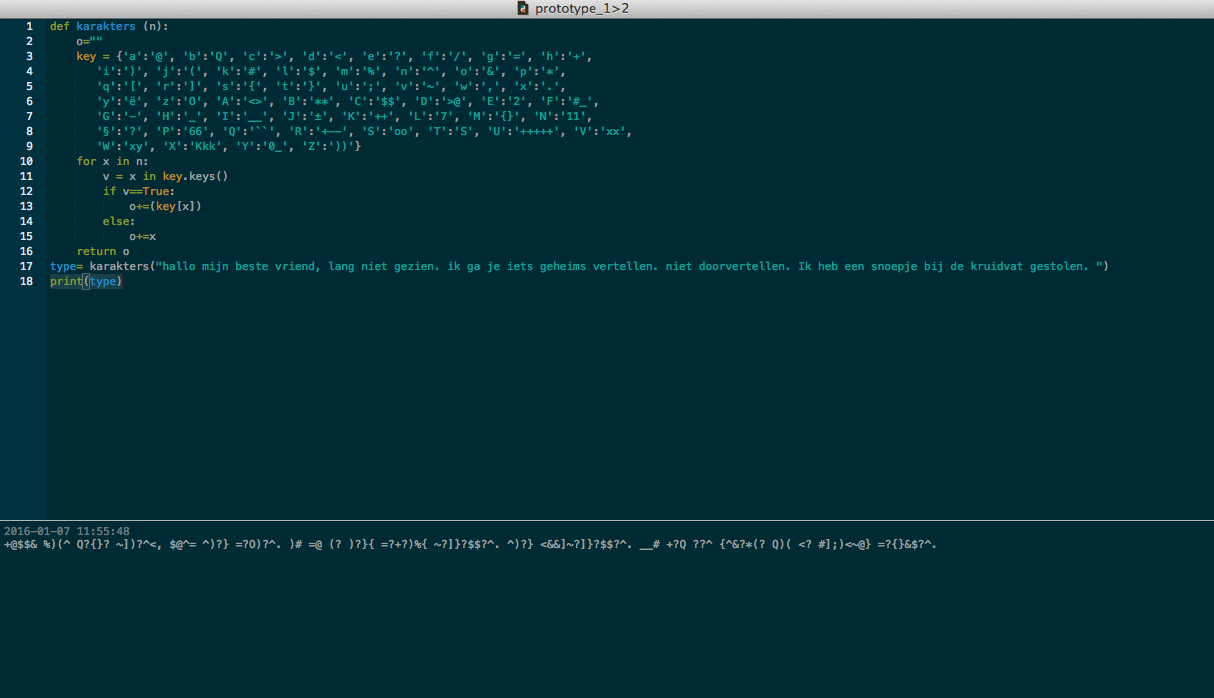 prototype_1>2
1 def karakters (n):
2     o=""
3     key = {'a':'@', 'b':'Q', 'c':'>', 'd':'<', 'e':'?', 'f':'/', 'g':'=', 'h':'+',
4        'i':')', 'j':'(', 'k':'#', 'l':'$', 'm':'%', 'n':'^', 'o':'&', 'p':'*',
5        'q':'[', 'r':']', 's':'{', 't':'}', 'u':';', 'v':'~', 'w':',', 'x':'.',
6        'y':'ë', 'z':'O', 'A':'<>', 'B':'**', 'C':'$$', 'D':'>@', 'E':'2', 'F':'#_',
7        'G':'-', 'H':'_', 'I':'__', 'J':'±', 'K':'++', 'L':'7', 'M':'{}', 'N':'11',
8        '§':'?', 'P':'66', 'Q':'``', 'R':'+--', 'S':'oo', 'T':'S', 'U':'+++++', 'V':'xx',
9        'W':'xy', 'X':'Kkk', 'Y':'0_', 'Z':'))'}
10     for x in n:
11         v = x in key.keys()
12         if v==True:
13             o+=(key[x])
14         else:
15             o+=x
16     return o
17 type= karakters("hallo mijn beste vriend, lang niet gezien. ik ga je iets geheims vertellen. niet doorvertellen. Ik heb een snoepje bij de kruidvat gestolen. ")
18 print(type)
2016-01-07 11:55:48
+@$$& %)(^ Q?{}? ~])?^<, $@^= ^)?} =?O)?^. )# =@ (? )?}{ =?+?)%{ ~?]}?$$?^. ^)?} <&&]~?]}?$$?^. __# +?Q ??^ {^&?*(? Q)( <? #];)<~@} =?{}&$?^.